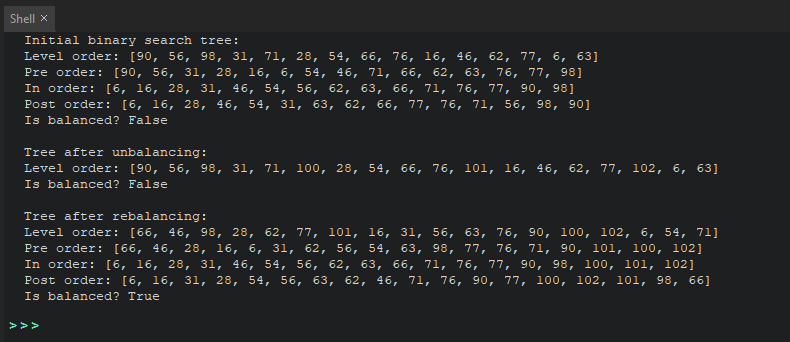 Shell ×
Initial binary search tree:
Level order: [90, 56, 98, 31, 71, 28, 54, 66, 76, 16, 46, 62, 77, 6, 63]
Pre order: [90, 56, 31, 28, 16, 6, 54, 46, 71, 66, 62, 63, 76, 77, 98]
In order: [6, 16, 28, 31, 46, 54, 56, 62, 63, 66, 71, 76, 77, 90, 98]
Post order: [6, 16, 28, 46, 54, 31, 63, 62, 66, 77, 76, 71, 56, 98, 90]
Is balanced? False
Tree after unbalancing:
Level order: [90, 56, 98, 31, 71, 100, 28, 54, 66, 76, 101, 16, 46, 62, 77, 102, 6, 63]
Is balanced? False
Tree after rebalancing:
Level order: [66, 46, 98, 28, 62, 77, 101, 16, 31, 56, 63, 76, 90, 100, 102, 6, 54, 71]
Pre order: [66, 46, 28, 16, 6, 31, 62, 56, 54, 63, 98, 77, 76, 71, 90, 101, 100, 102]
In order: [6, 16, 28, 31, 46, 54, 56, 62, 63, 66, 71, 76, 77, 90, 98, 100, 101, 102]
Post order: [6, 16, 31, 28, 54, 56, 63, 62, 46, 71, 76, 90, 77, 100, 102, 101, 98, 66]
Is balanced? True
>>>